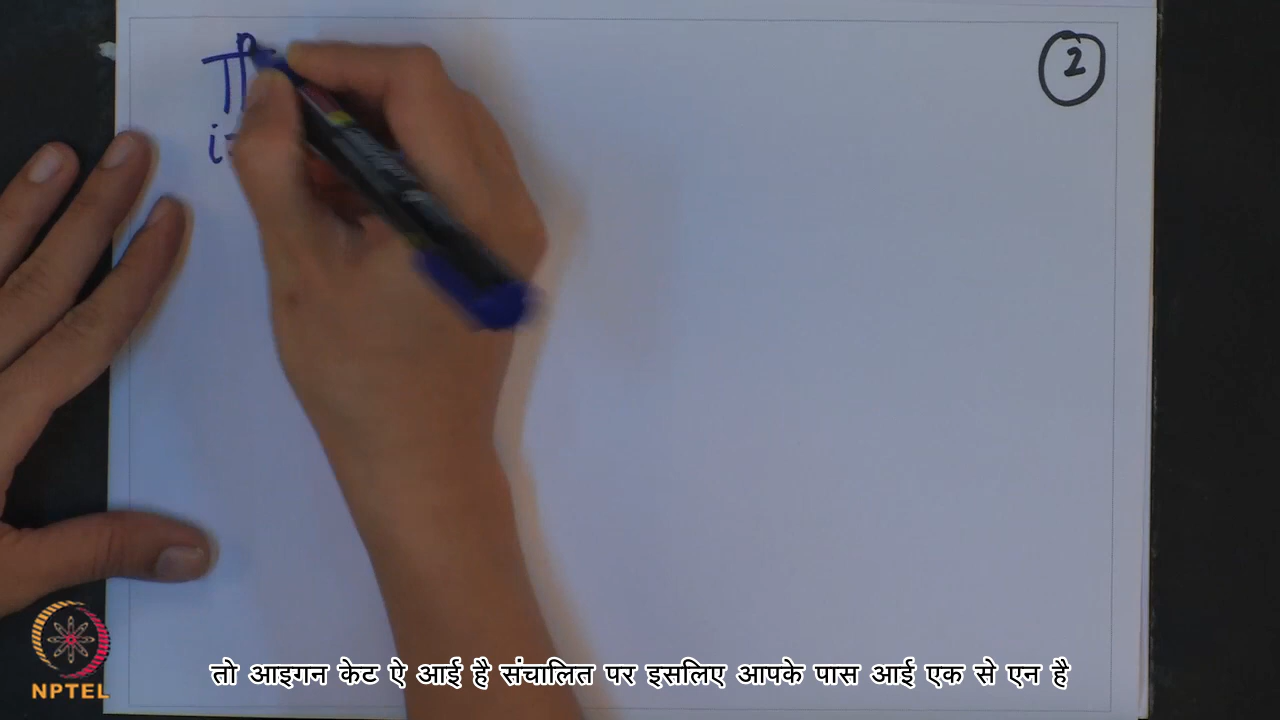 n
Π
i=
2
तो आइगन केट ऐ आई है संचालित पर इसलिए आपके पास आई एक से एन है
NPTEL